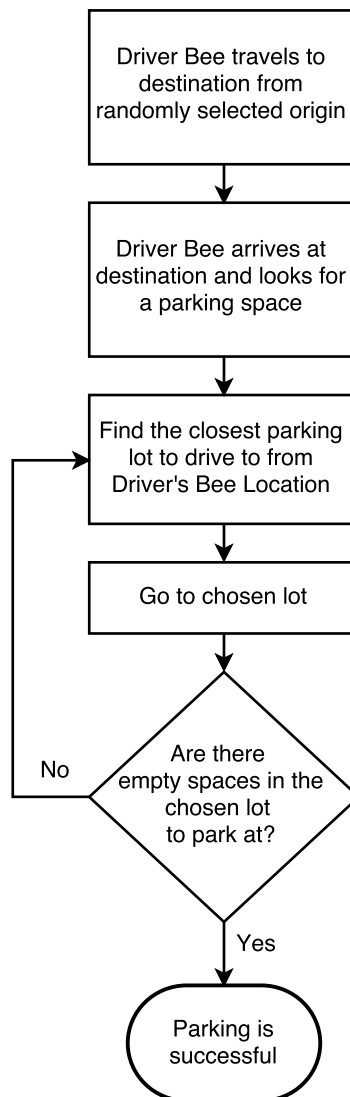 Driver Bee travels to
destination from
randomly selected origin
Driver Bee arrives at
destination and looks for
a parking space
Find the closest parking
lot to drive to from
Driver's Bee Location
Go to chosen lot
Are there
empty spaces in the
chosen lot
to park at?
No
Yes
Parking is
successful